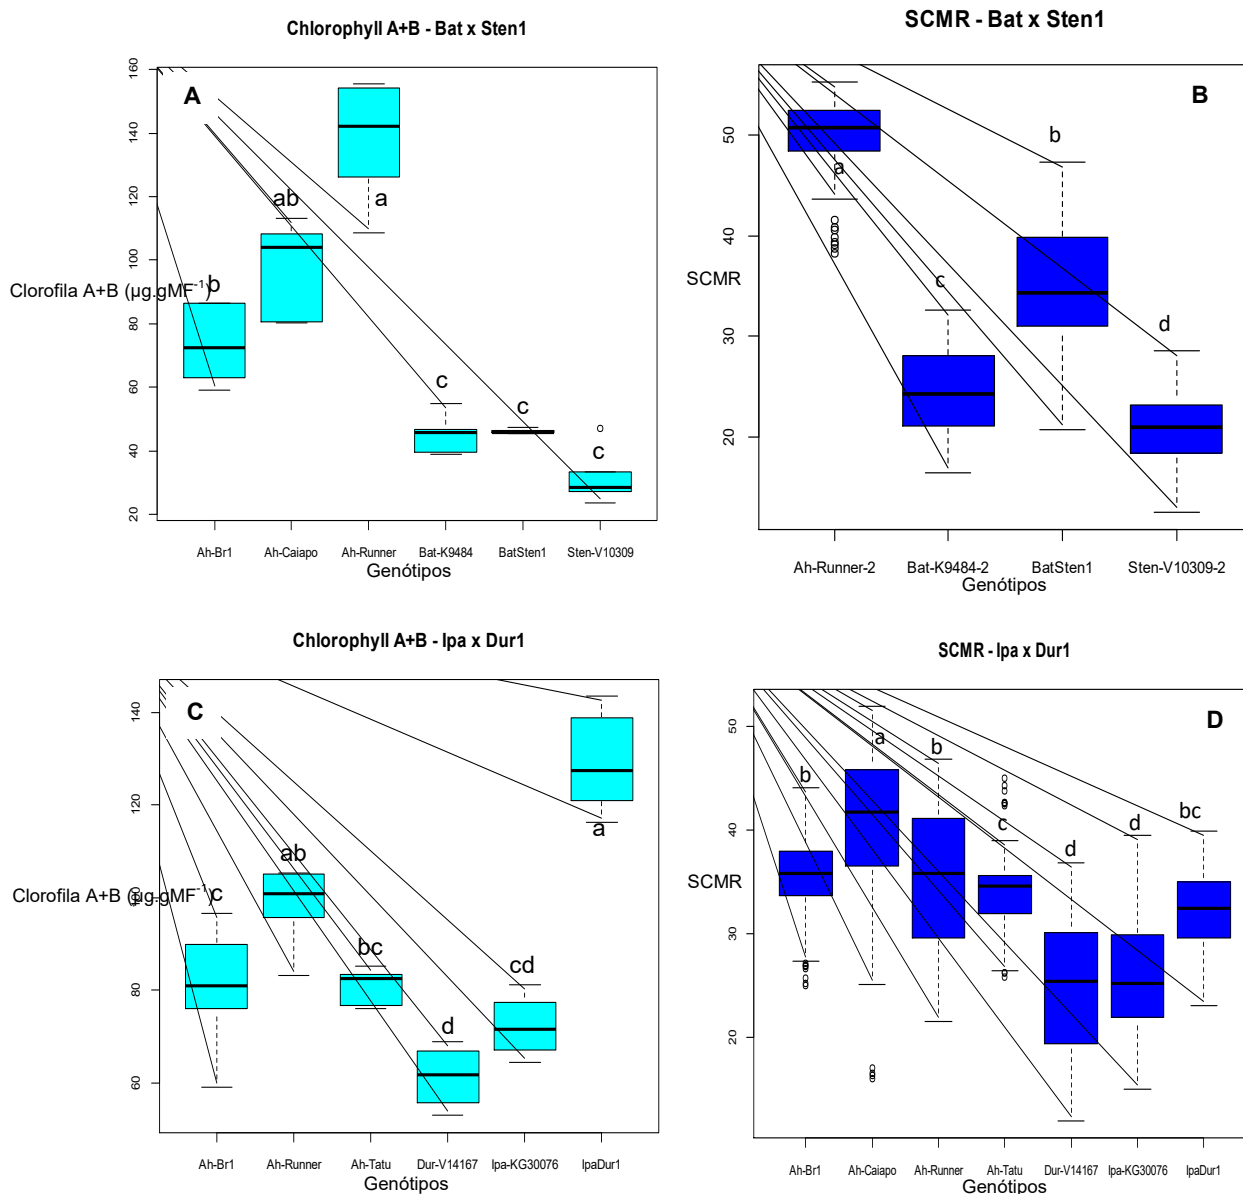 Chlorophyll A+B - Bat x Sten1
A
Clorofila A+B (µg.gMF⁻¹)
160
140
120
100
80
60
40
20
b
ab
a
c
c
c
Ah-Br1 Ah-Caiapo Ah-Runner Bat-K9484 BatSten1 Sten-V10309
Genótipos
SCMR - Bat x Sten1
B
SCMR
50
40
30
20
a
c
b
d
Ah-Runner-2 Bat-K9484-2 BatSten1 Sten-V10309-2
Genótipos
Chlorophyll A+B - Ipa x Dur1
C
Clorofila A+B (µg.gMF⁻¹)
140
120
100
80
60
c
ab
bc
d
cd
a
Ah-Br1 Ah-Runner Ah-Tatu Dur-V14167 Ipa-KG30076 IpaDur1
Genótipos
SCMR - Ipa x Dur1
D
SCMR
50
40
30
20
b
a
b
c
d
d
bc
Ah-Br1 Ah-Caiapo Ah-Runner Ah-Tatu Dur-V14167 Ipa-KG30076 IpaDur1
Genótipos